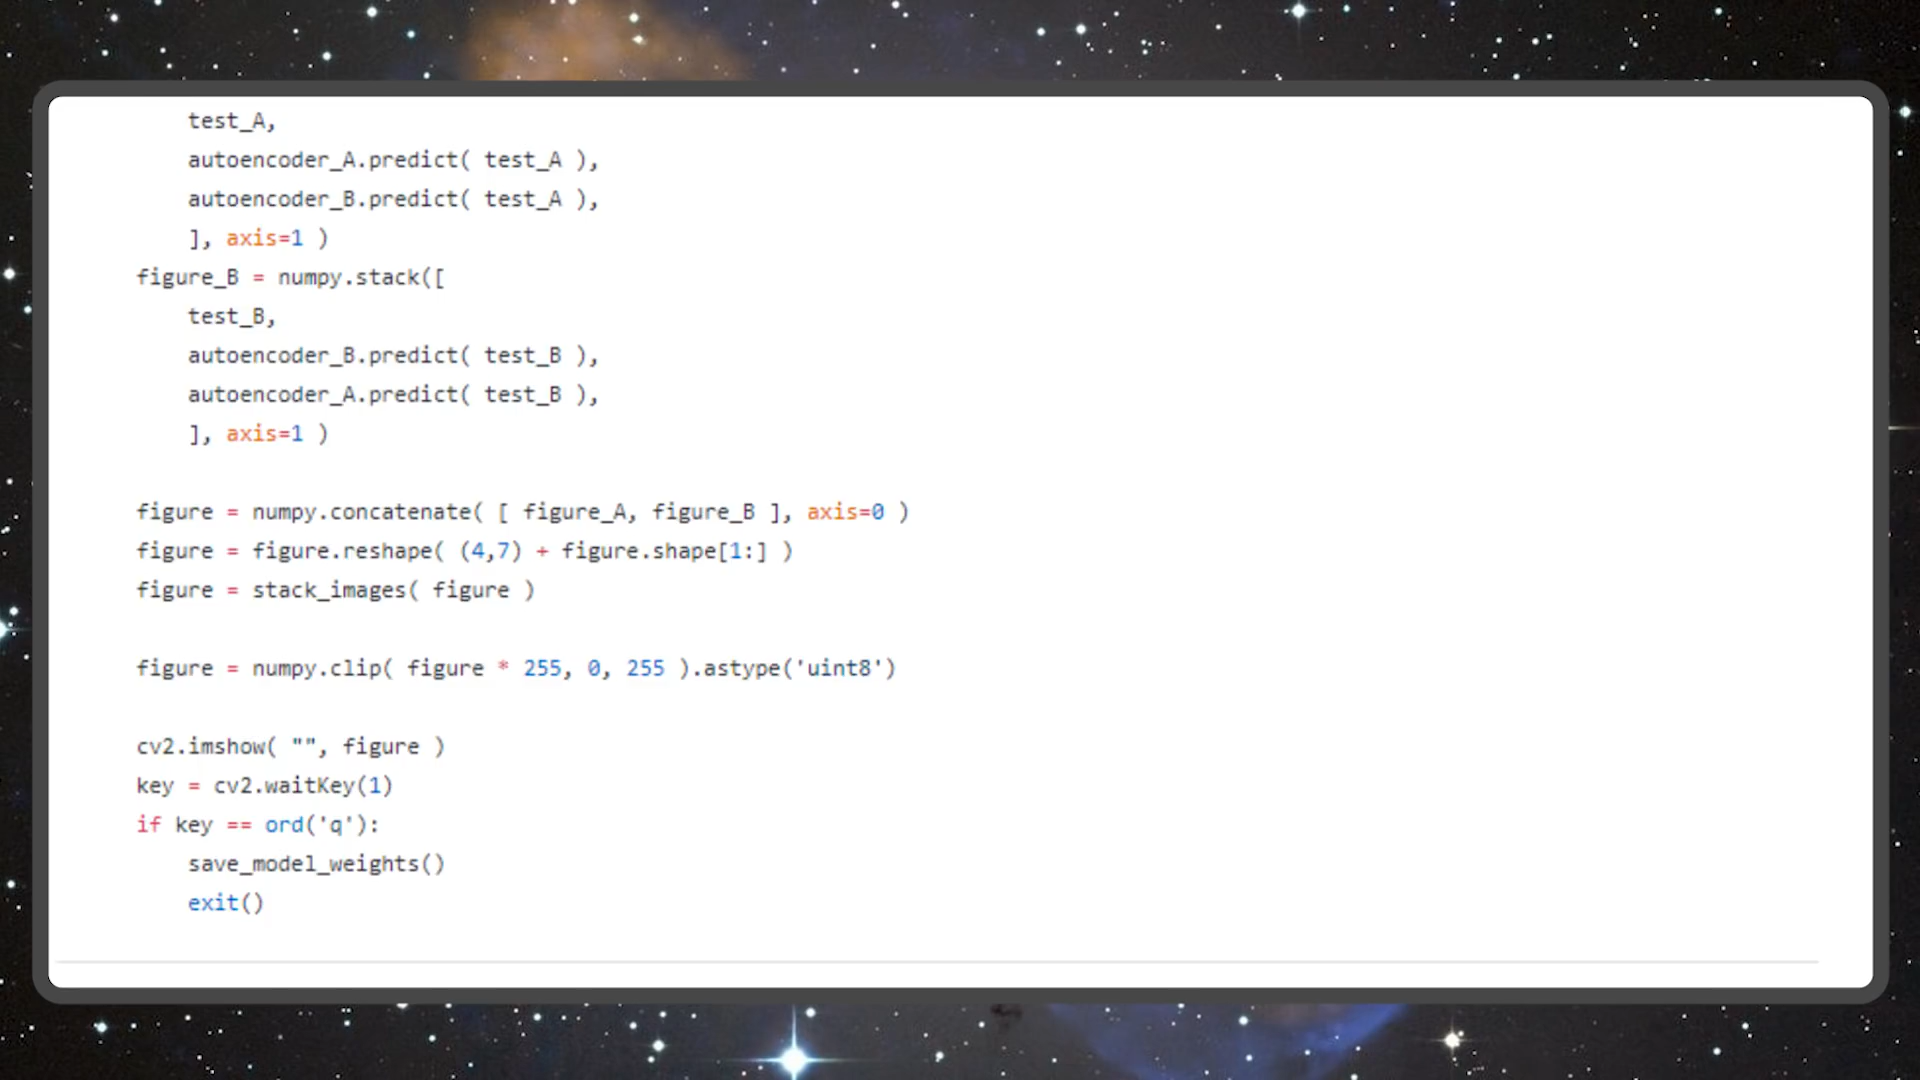 test_A,
autoencoder_A.predict( test_A ),
autoencoder_B.predict( test_A ),
], axis=1 )
figure_B = numpy.stack([
test_B,
autoencoder_B.predict( test_B ),
autoencoder_A.predict( test_B ),
], axis=1 )
figure = numpy.concatenate( [ figure_A, figure_B ], axis=0 )
figure = figure.reshape( (4,7) + figure.shape[1:] )
figure = stack_images( figure )
figure = numpy.clip( figure * 255, 0, 255 ).astype('uint8')
cv2.imshow( "", figure )
key = cv2.waitKey(1)
if key == ord('q'):
save_model_weights()
exit()